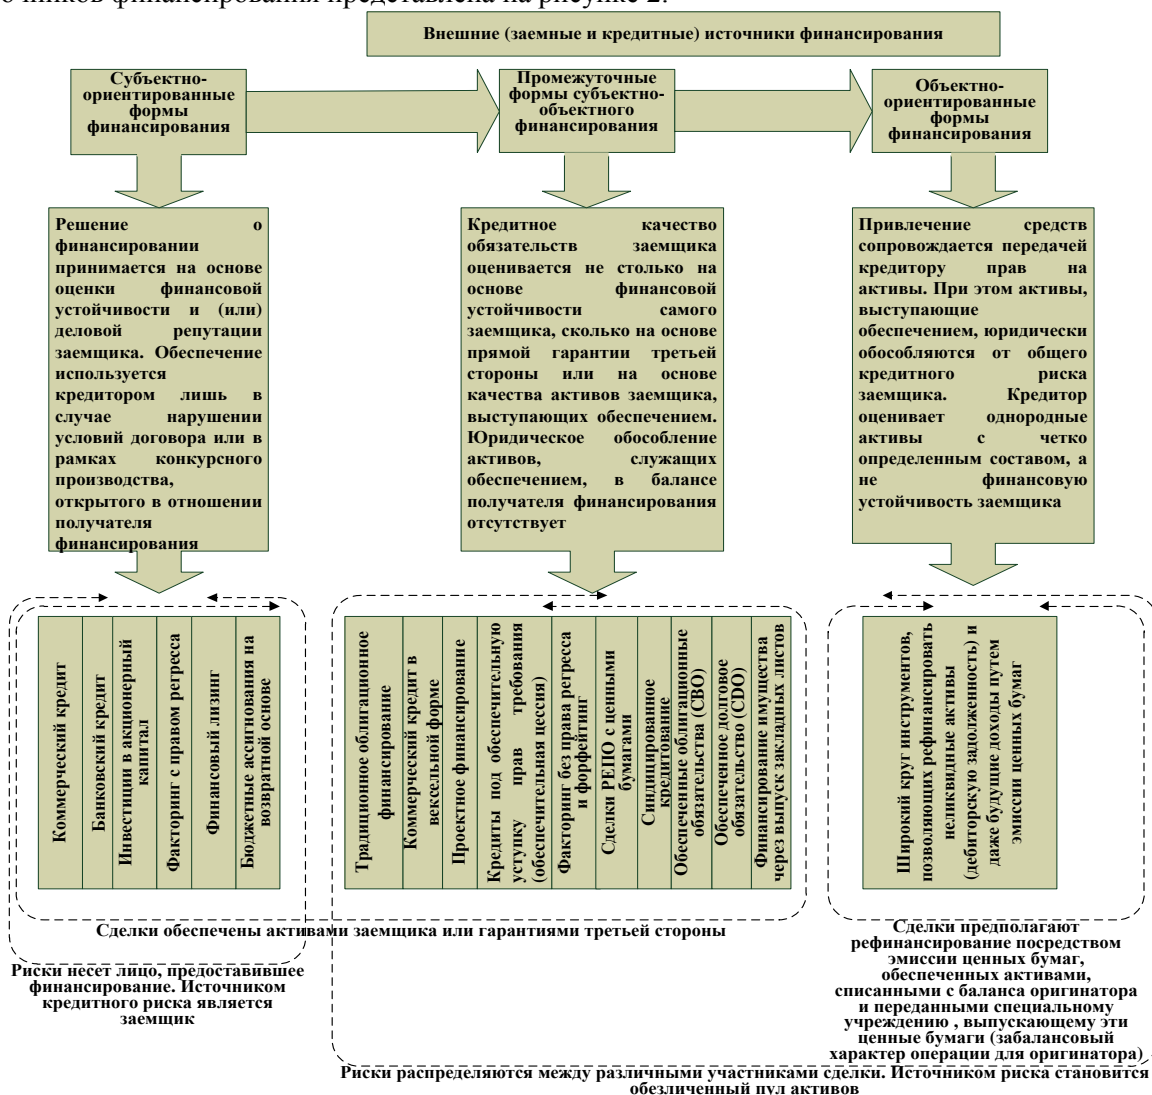 очников финансирования представлена на рисунке 2.
Внешние (заемные и кредитные) источники финансирования
Субъектно-
ориентированные
формы
финансирования
Промежуточные
формы субъектно-
объектного
финансирования
Объектно-
ориентированные
формы
финансирования
Решение о
финансировании
принимается на основе
оценки финансовой
устойчивости и (или)
деловой репутации
заемщика. Обеспечение
используется
кредитором лишь в
случае нарушении
условий договора или в
рамках конкурсного
производства,
открытого в отношении
получателя
финансирования
Кредитное качество
обязательств заемщика
оценивается не столько на
основе финансовой
устойчивости самого
заемщика, сколько на основе
прямой гарантии третьей
стороны или на основе
качества активов заемщика,
выступающих обеспечением.
Юридическое обособление
активов, служащих
обеспечением, в балансе
получателя финансирования
отсутствует
Привлечение средств
сопровождается передачей
кредитору прав на
активы. При этом активы,
выступающие
обеспечением, юридически
обособляются от общего
кредитного риска
заемщика. Кредитор
оценивает однородные
активы с четко
определенным составом, а
не финансовую
устойчивость заемщика
Коммерческий кредит
Банковский кредит
Инвестиции в акционерный
капитал
Факторинг с правом регресса
Финансовый лизинг
Бюджетные ассигнования на
возвратной основе
Традиционное облигационное
финансирование
Коммерческий кредит в
вексельной форме
Проектное финансирование
Кредиты под обеспечительную
уступку прав требования
(обеспечительная цессия)
Факторинг без права регресса
и форфейтинг
Сделки РЕПО с ценными
бумагами
Синдицированное
кредитование
Обеспеченные облигационные
обязательства (CBO)
Обеспеченное долговое
обязательство (CDO)
Финансирование имущества
через выпуск закладных листов
Широкий круг инструментов,
позволяющих рефинансировать
неликвидные активы
(дебиторскую задолженность) и
даже будущие доходы путем
эмиссии ценных бумаг
Сделки обеспечены активами заемщика или гарантиями третьей стороны
Риски несет лицо, предоставившее
финансирование. Источником
кредитного риска является
заемщик
Сделки предполагают
рефинансирование посредством
эмиссии ценных бумаг,
обеспеченных активами,
списанными с баланса оригинатора
и переданными специальному
учреждению , выпускающему эти
ценные бумаги (забалансовый
характер операции для оригинатора)
Риски распределяются между различными участниками сделки. Источником риска становится
обезличенный пул активов